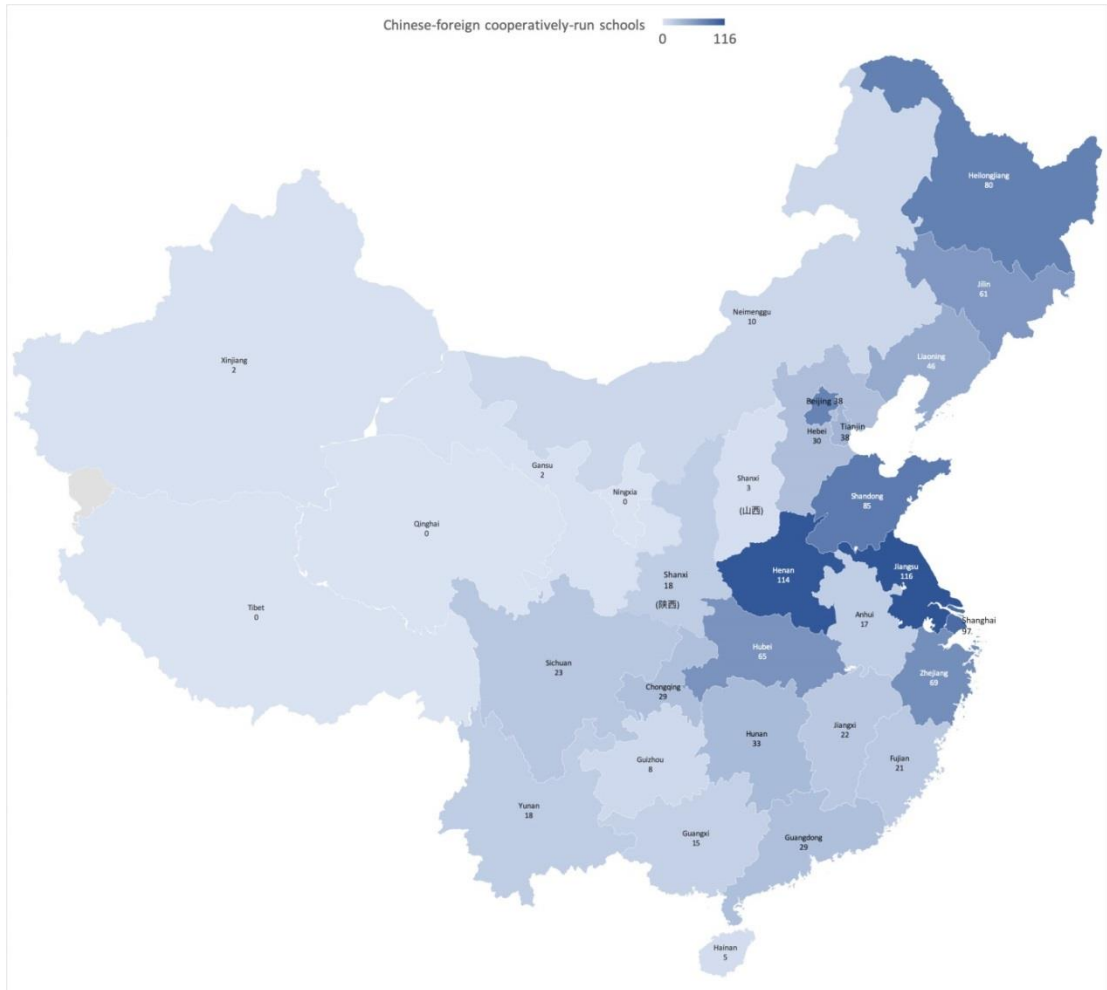 Chinese-foreign cooperatively-run schools
0 116
Heilongjiang
80
Jilin
61
Neimenggu
10
Liaoning
46
Xinjiang
2
Beijing 78
Tianjin
38
Hebei
30
Gansu
2
Ningxia
0
Shanxi
3
(山西)
Shandong
85
Qinghai
0
Henan
114
Jiangsu
116
1
Shanxi
18
(陕西)
Tibet
0
Anhui
17
Shanghai
97
Hubei
65
Sichuan
23
Chongqing
29
Zhejiang
69
Hunan
33
Jiangxi
22
Guizhou
8
Fujian
21
Yunan
18
Guangxi
15
Guangdong
29
Hainan
5